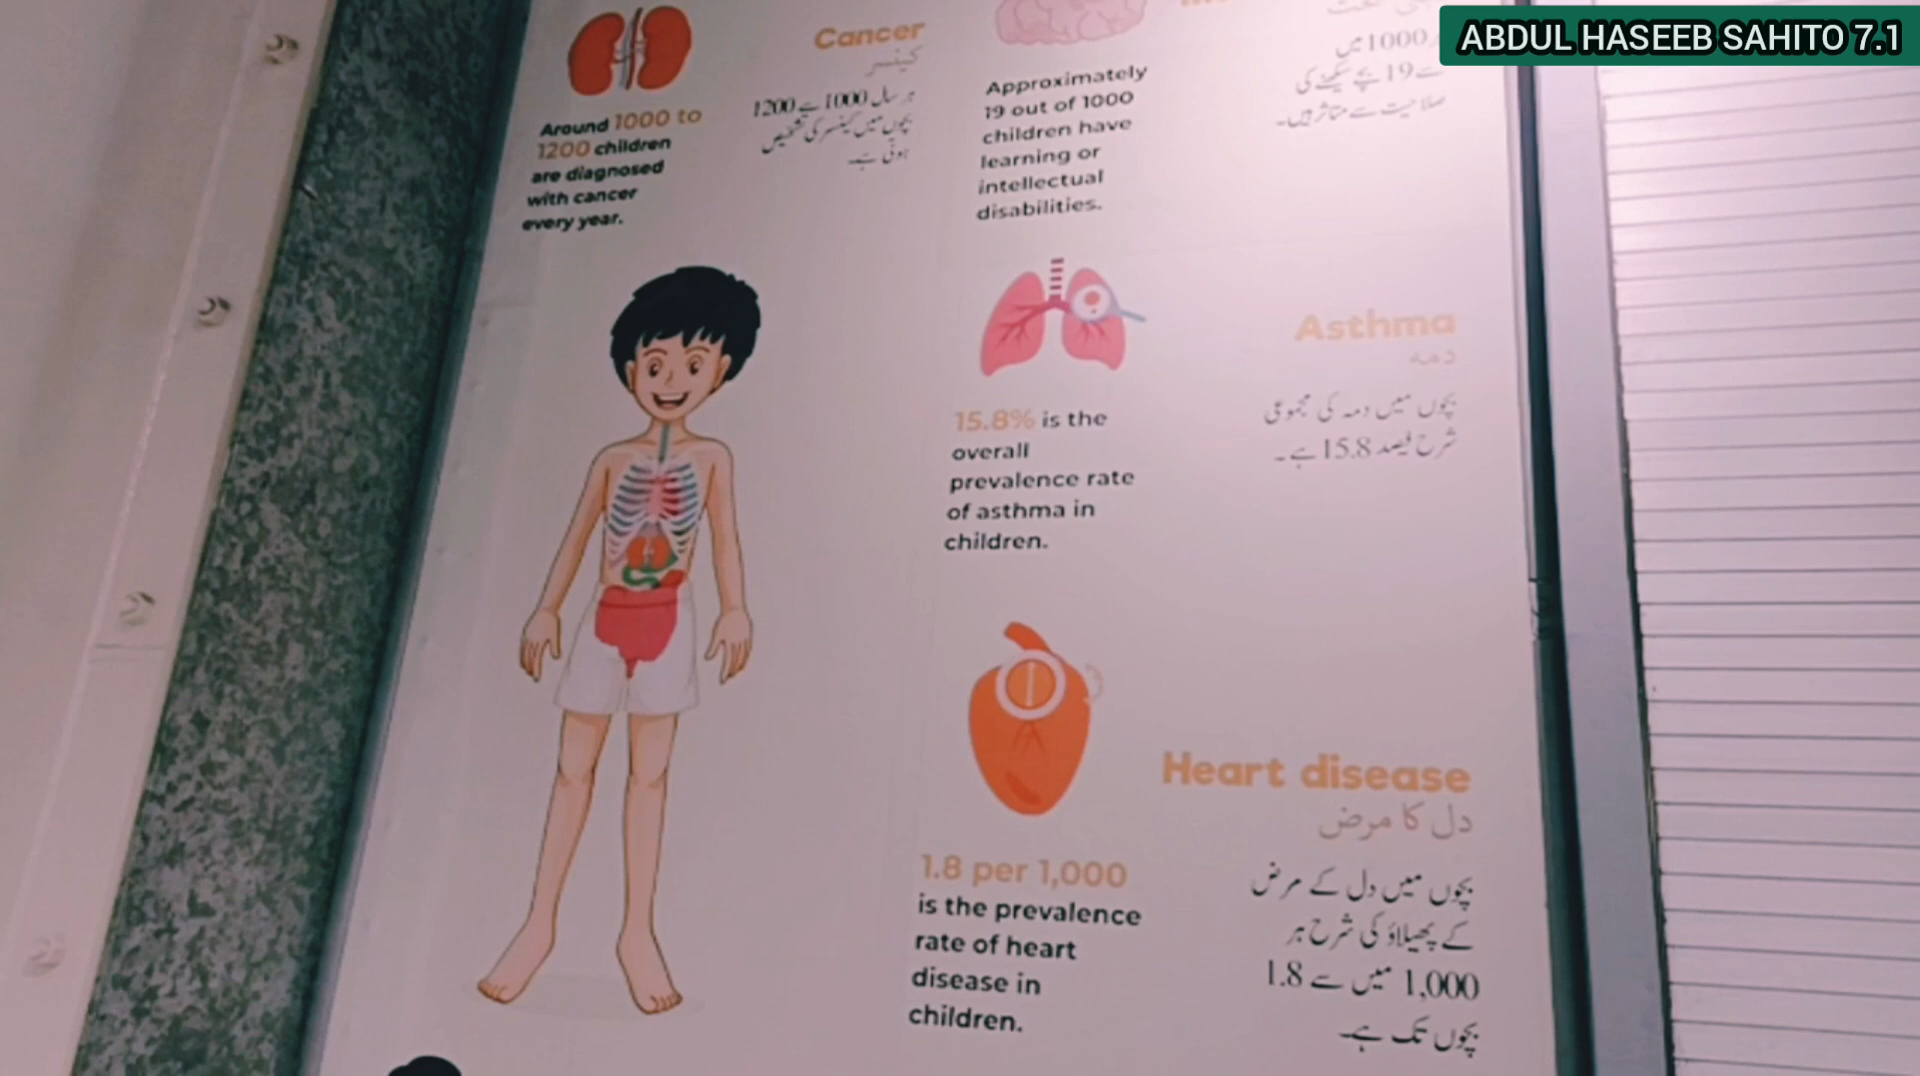 ABDUL HASEEB SAHITO 7.1
Cancer
کینسر
Around 1000 to
1200 children
are diagnosed
with cancer
every year.
ہر سال 1000 سے 1200
بچوں میں کینسر کی تشخیص
ہوتی ہے۔
Approximately
19 out of 1000
children have
learning or
intellectual
disabilities.
1000 میں
سے 19 بچے سیکھنے کی
صلاحیت سے متاثر ہیں۔
Asthma
دمہ
15.8% is the
overall
prevalence rate
of asthma in
children.
بچوں میں دمہ کی مجموعی
شرح فیصد 15.8 ہے۔
Heart disease
دل کا مرض
1.8 per 1,000
is the prevalence
rate of heart
disease in
children.
بچوں میں دل کے مرض
کے پھیلاؤ کی شرح ہر
1,000 میں سے 1.8
بچوں تک ہے۔